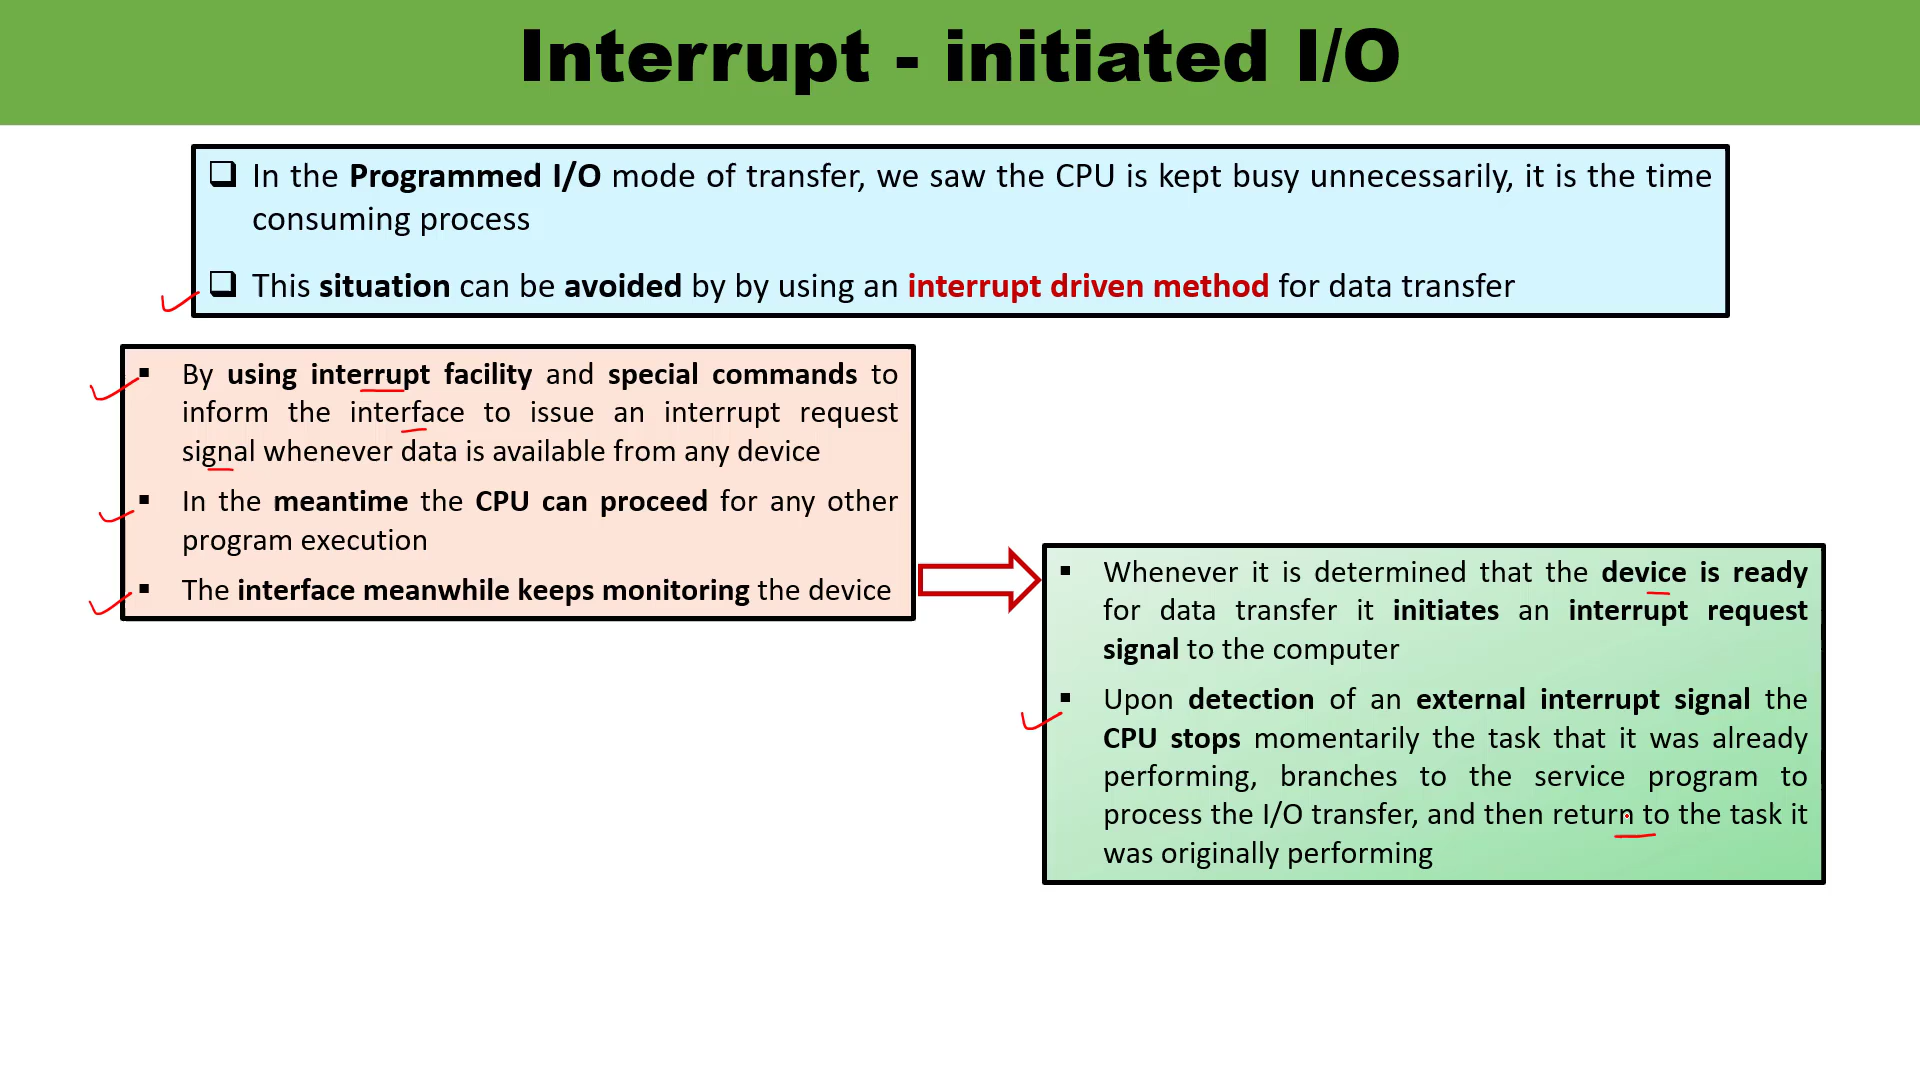 Interrupt - initiated I/O
In the Programmed I/O mode of transfer, we saw the CPU is kept busy unnecessarily, it is the time
consuming process
This situation can be avoided by by using an interrupt driven method for data transfer
By using interrupt facility and special commands to
inform the interface to issue an interrupt request
signal whenever data is available from any device
In the meantime the CPU can proceed for any other
program execution
The interface meanwhile keeps monitoring the device
Whenever it is determined that the device is ready
for data transfer it initiates an interrupt request
signal to the computer
Upon detection of an external interrupt signal the
CPU stops momentarily the task that it was already
performing, branches to the service program to
process the I/O transfer, and then return to the task it
was originally performing